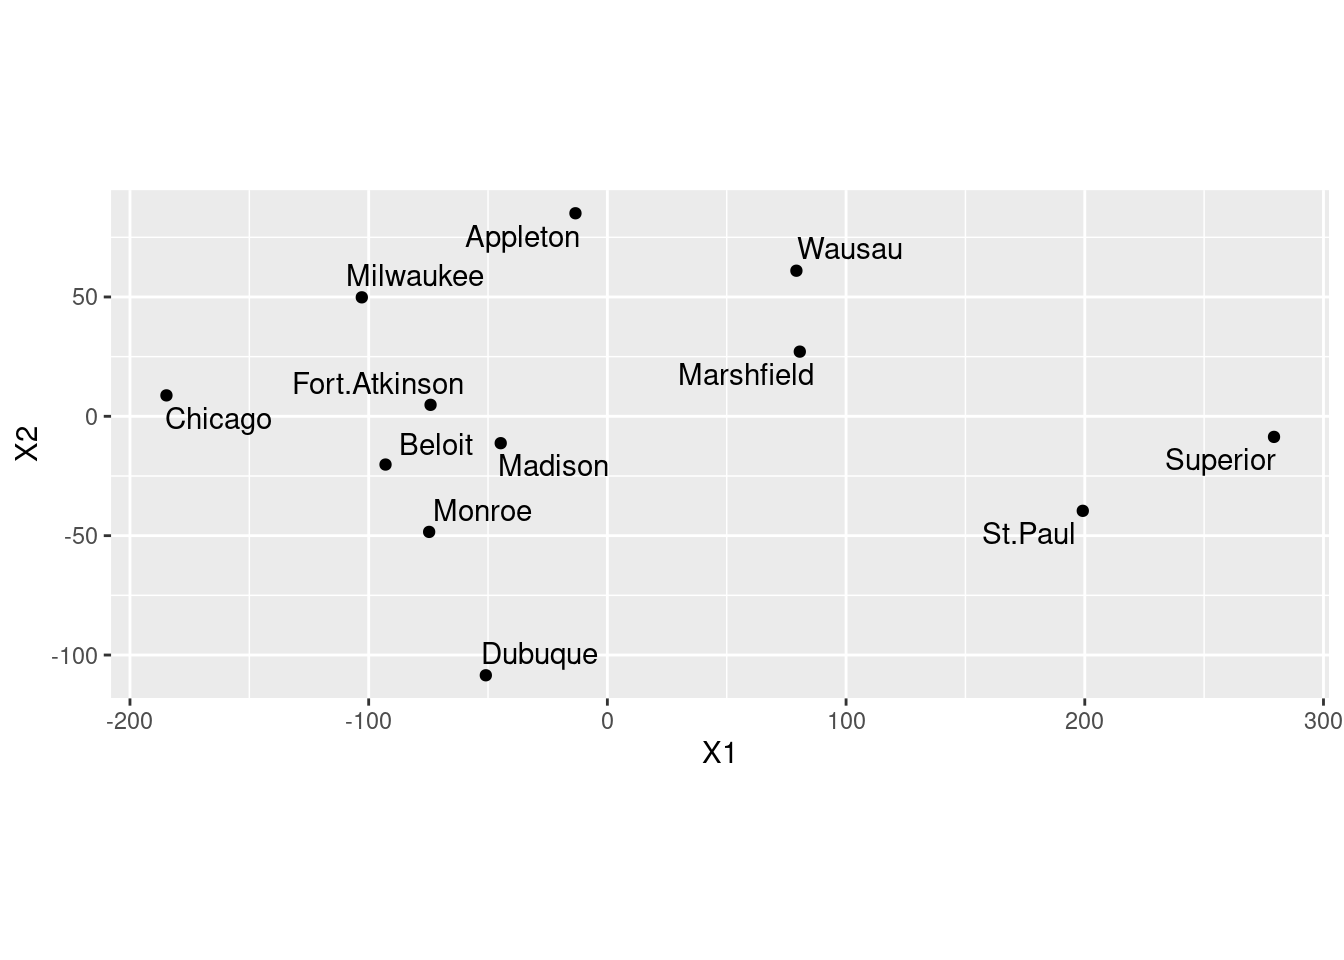 Appleton
Wausau
Milwaukee
50
Marshfield
Fort.Atkinson
0
Chicago
Beloit
X2
Madison
Superior
Monroe
-50
St.Paul
Dubuque
-100
-200
-100
0
100
200
300
X1